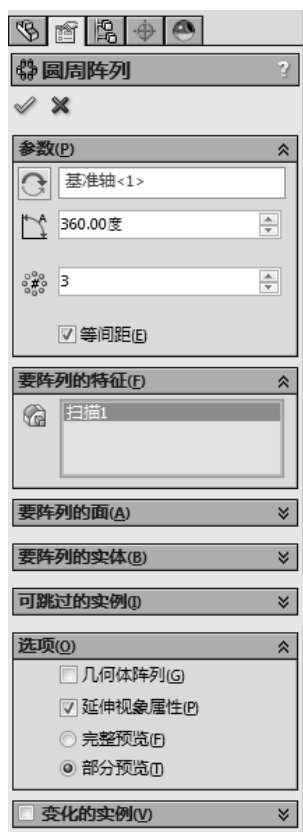 圆周阵列 ?
参数(P)
基准轴<1>
360.00度
3
等间距(E)
要阵列的特征(F)
扫描1
要阵列的面(A)
要阵列的实体(B)
可跳过的实例(I)
选项(O)
几何体阵列(G)
延伸视象属性(P)
完整预览(F)
部分预览(T)
变化的实例(V)